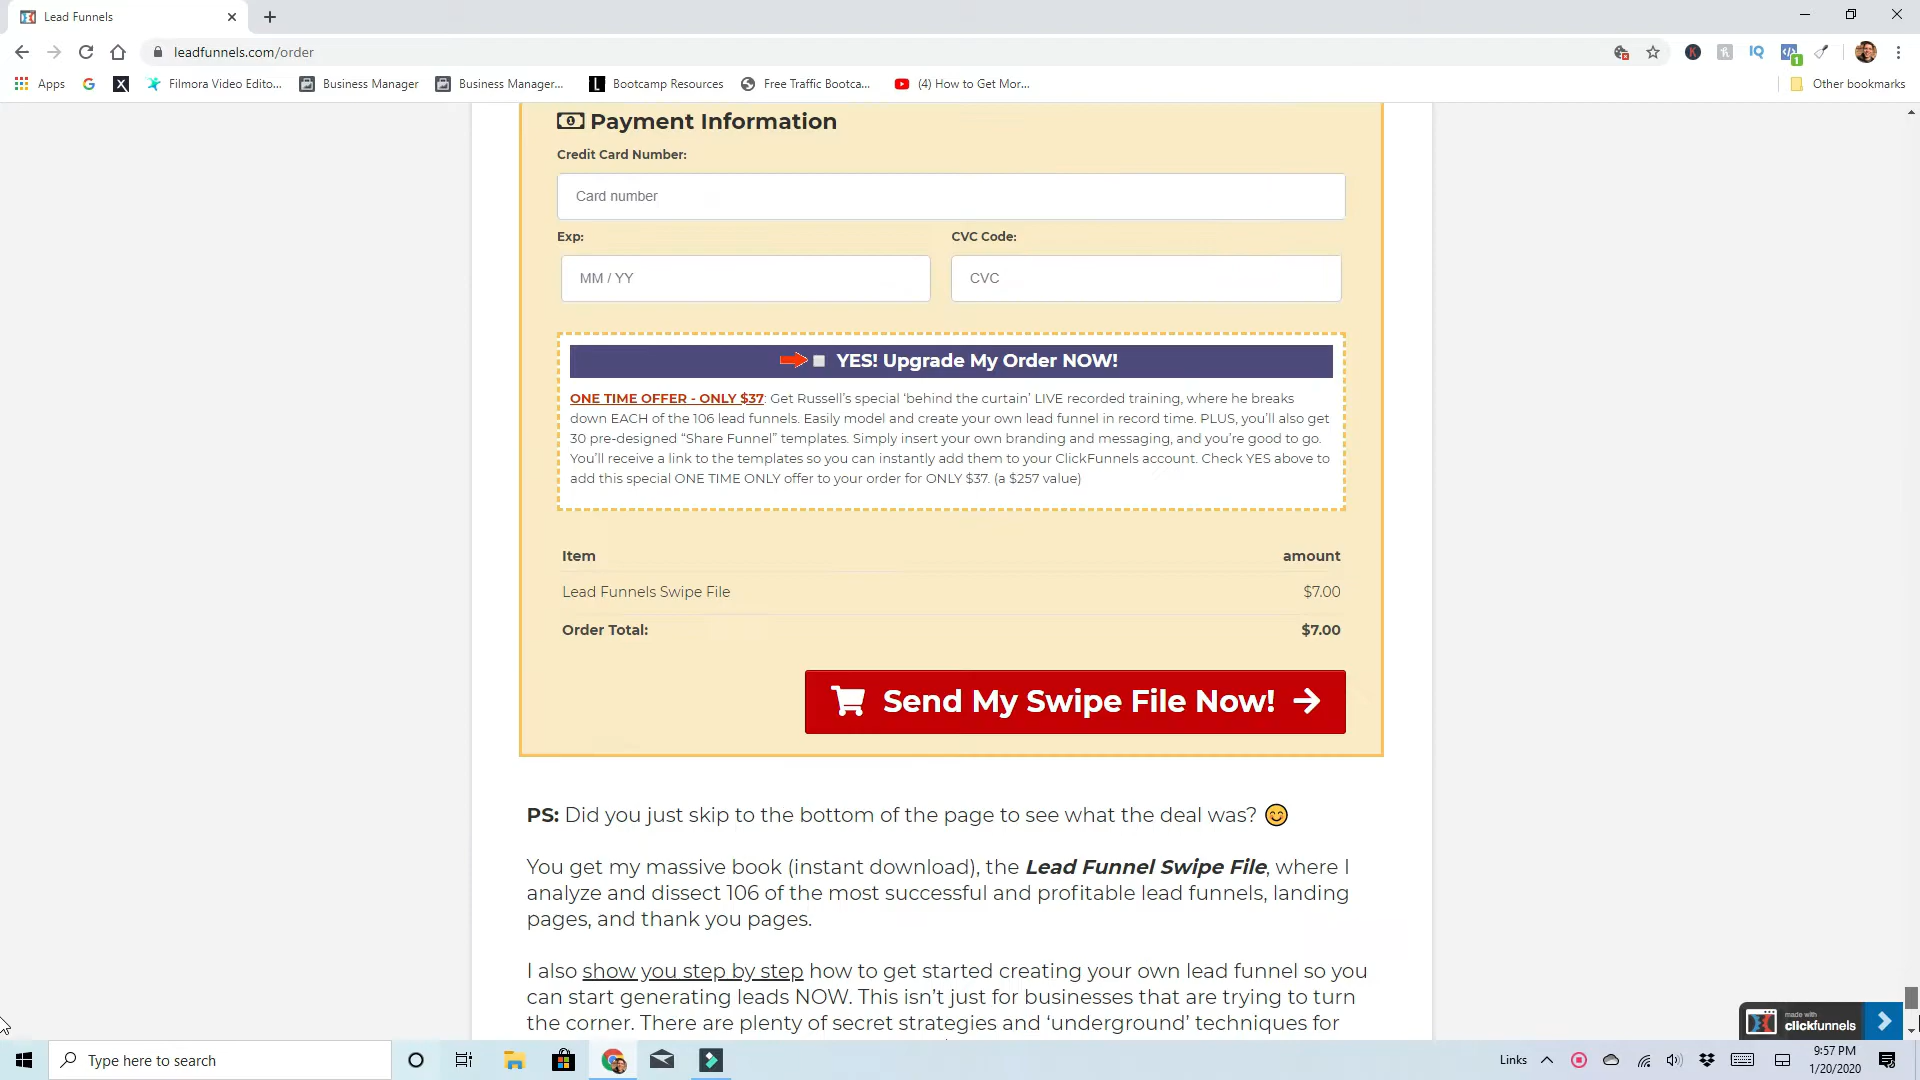 Lead Funnels
leadfunnels.com/order
Apps
Filmora Video Edito...
Business Manager
Business Manager...
Bootcamp Resources
Free Traffic Bootca...
(4) How to Get Mor...
Other bookmarks
Payment Information
Credit Card Number:
Card number
Exp:
CVC Code:
MM / YY
CVC
YES! Upgrade My Order NOW!
ONE TIME OFFER - ONLY $37: Get Russell’s special ‘behind the curtain’ LIVE recorded training, where he breaks
down EACH of the 106 lead funnels. Easily model and create your own lead funnel in record time. PLUS, you’ll also get
30 pre-designed “Share Funnel” templates. Simply insert your own branding and messaging, and you’re good to go.
You’ll receive a link to the templates so you can instantly add them to your ClickFunnels account. Check YES above to
add this special ONE TIME ONLY offer to your order for ONLY $37. (a $257 value)
Item amount
Lead Funnels Swipe File $7.00
Order Total: $7.00
Send My Swipe File Now!
PS: Did you just skip to the bottom of the page to see what the deal was? 😊
You get my massive book (instant download), the Lead Funnel Swipe File, where I
analyze and dissect 106 of the most successful and profitable lead funnels, landing
pages, and thank you pages.
I also show you step by step how to get started creating your own lead funnel so you
can start generating leads NOW. This isn’t just for businesses that are trying to turn
the corner. There are plenty of secret strategies and ‘underground’ techniques for
made with
clickfunnels
Type here to search
Links
9:57 PM
1/20/2020